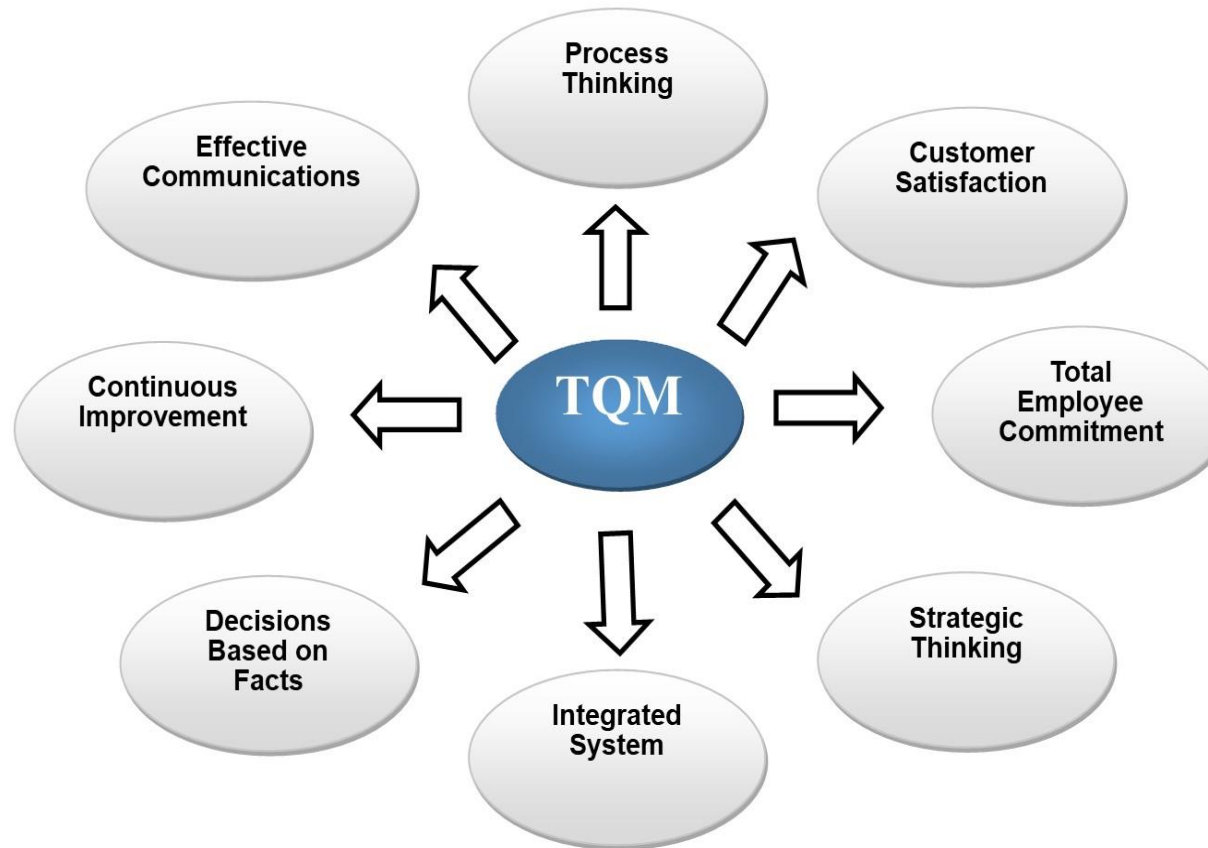 Process
Thinking
Effective
Communications
Customer
Satisfaction
TQM
Continuous
Improvement
Total
Employee
Commitment
Decisions
Based on
Facts
Strategic
Thinking
Integrated
System